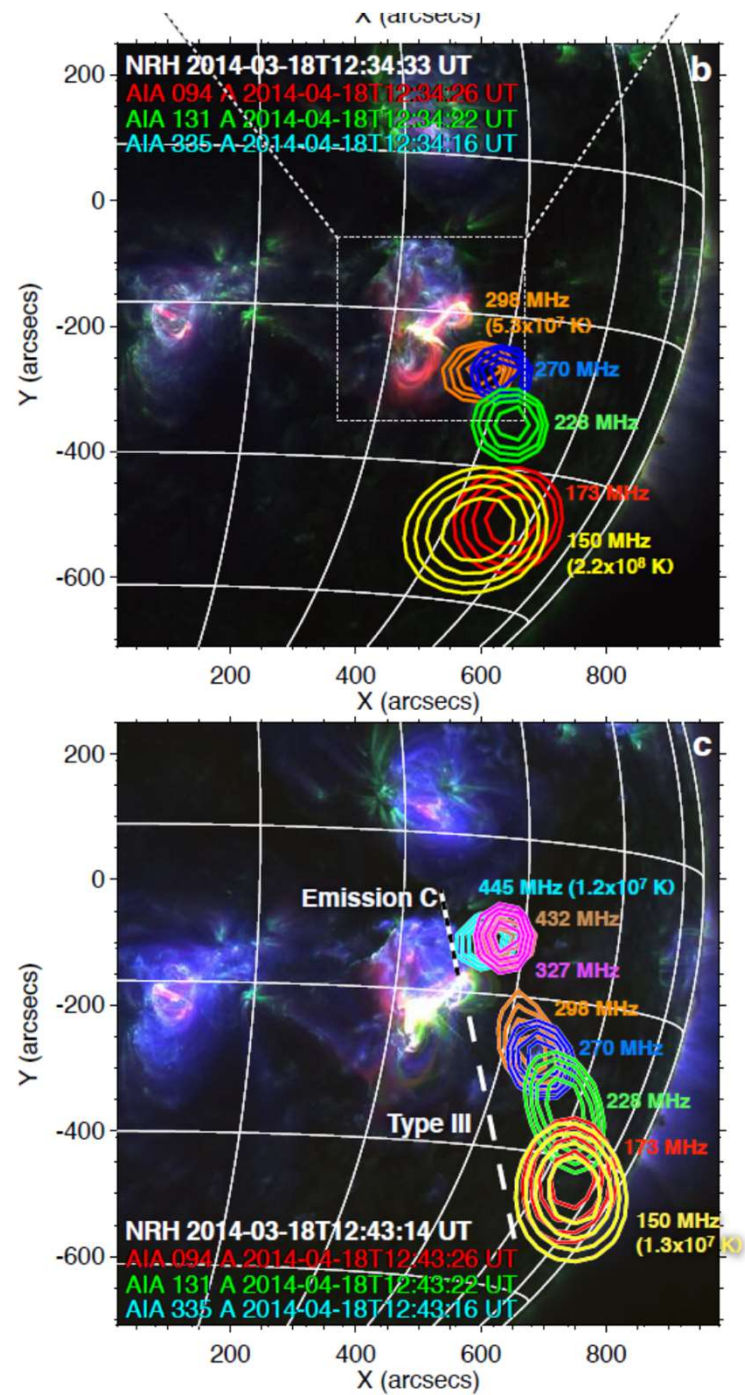 X (arcsecs)
b
NRH 2014-03-18T12:34:33 UT
AIA 094 A 2014-04-18T12:34:26 UT
AIA 131 A 2014-04-18T12:34:22 UT
AIA 335 A 2014-04-18T12:34:16 UT
200
0
-200
-400
-600
Y (arcsecs)
298 MHz
(5.3x10⁷ K)
270 MHz
228 MHz
173 MHz
150 MHz
(2.2x10⁸ K)
200 400 600 800
X (arcsecs)
c
200
0
-200
-400
-600
Y (arcsecs)
Emission C
445 MHz (1.2x10⁷ K)
432 MHz
327 MHz
298 MHz
270 MHz
228 MHz
Type III
173 MHz
150 MHz
(1.3x10⁷ K)
NRH 2014-03-18T12:43:14 UT
AIA 094 A 2014-04-18T12:43:26 UT
AIA 131 A 2014-04-18T12:43:22 UT
AIA 335 A 2014-04-18T12:43:16 UT
200 400 600 800
X (arcsecs)